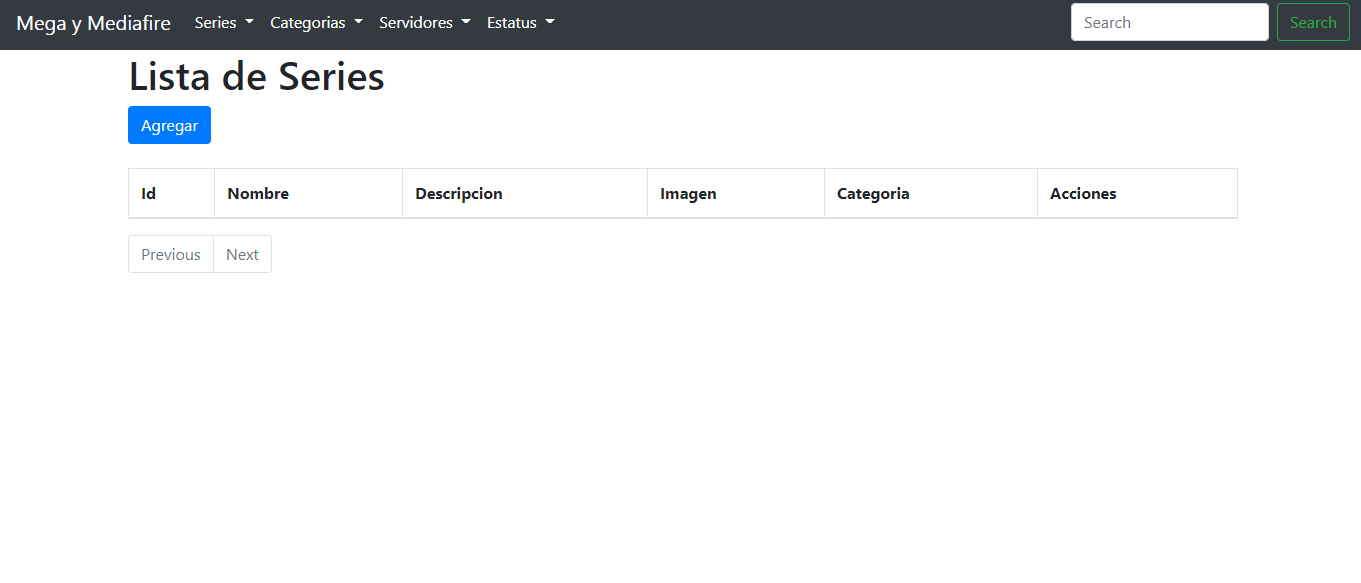 Mega y Mediafire Series Categorias Servidores Estatus Search Search
Lista de Series
Agregar
Id Nombre Descripcion Imagen Categoria Acciones
Previous Next